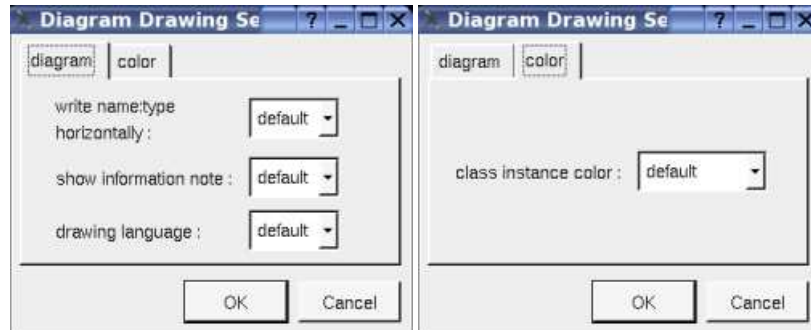 Diagram Drawing Se
diagram color
write name:type
horizontally :
default
show information note :
default
drawing language :
default
OK Cancel
Diagram Drawing Se
diagram color
class instance color :
default
OK Cancel